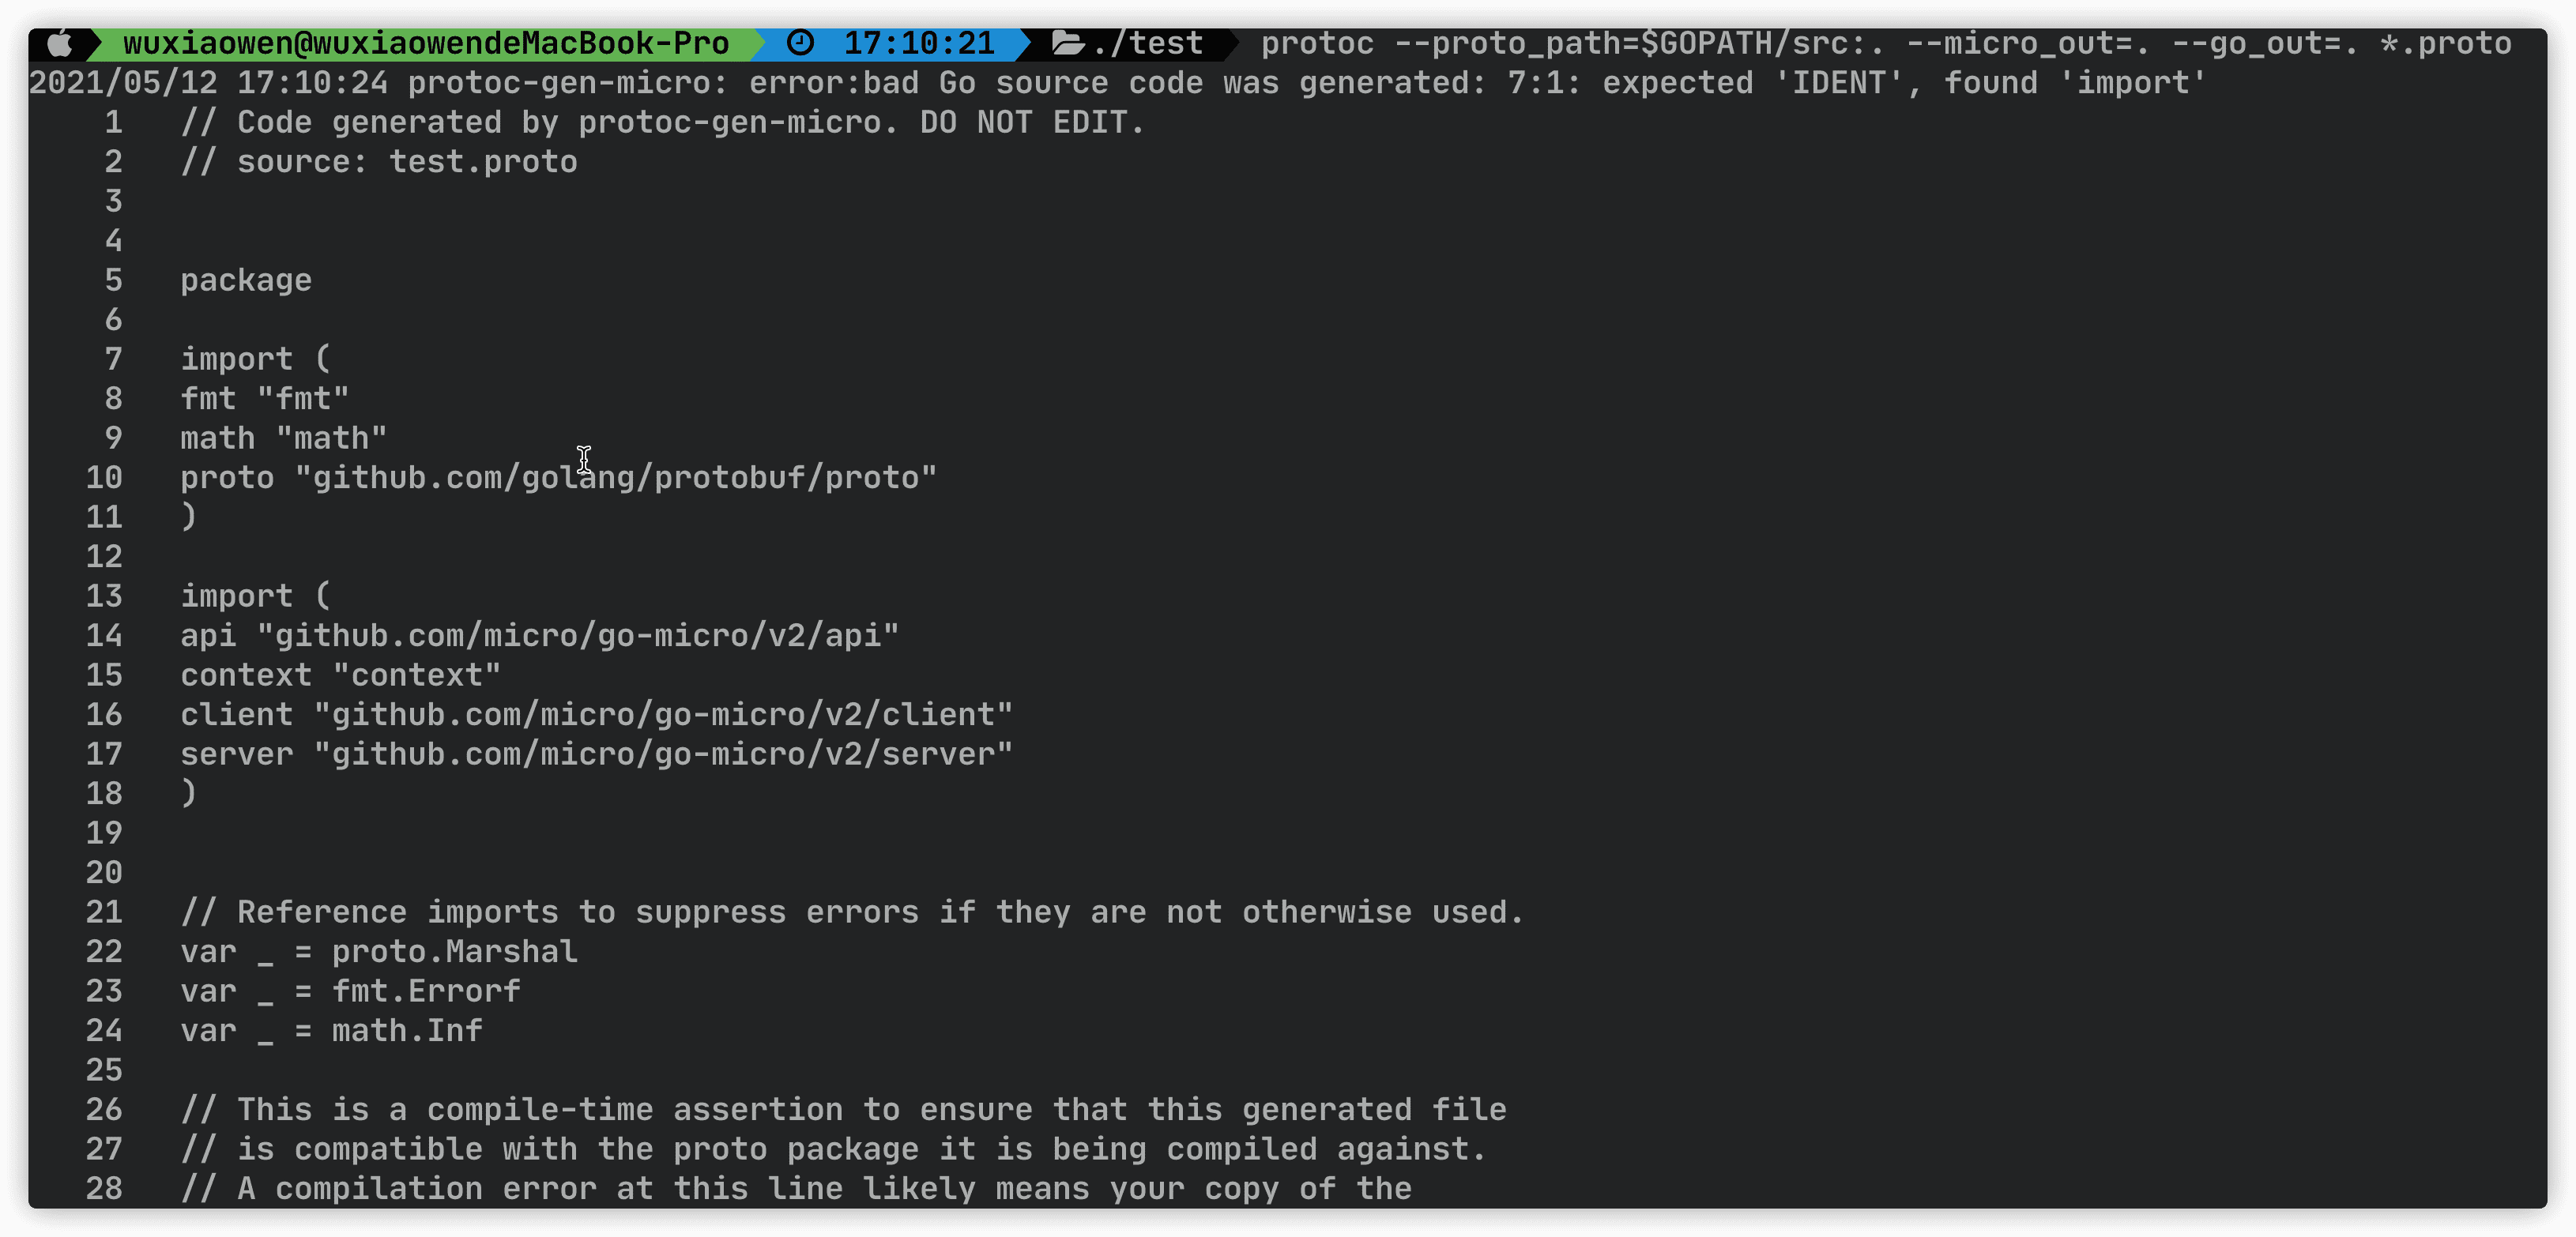 wuxiaowen@wuxiaowendeMacBook-Pro 17:10:21 ./test protoc --proto_path=$GOPATH/src:. --micro_out=. --go_out=. *.proto
2021/05/12 17:10:24 protoc-gen-micro: error:bad Go source code was generated: 7:1: expected 'IDENT', found 'import'
1 // Code generated by protoc-gen-micro. DO NOT EDIT.
2 // source: test.proto
3
4
5 package
6
7 import (
8 fmt "fmt"
9 math "math"
10 proto "github.com/golang/protobuf/proto"
11 )
12
13 import (
14 api "github.com/micro/go-micro/v2/api"
15 context "context"
16 client "github.com/micro/go-micro/v2/client"
17 server "github.com/micro/go-micro/v2/server"
18 )
19
20
21 // Reference imports to suppress errors if they are not otherwise used.
22 var _ = proto.Marshal
23 var _ = fmt.Errorf
24 var _ = math.Inf
25
26 // This is a compile-time assertion to ensure that this generated file
27 // is compatible with the proto package it is being compiled against.
28 // A compilation error at this line likely means your copy of the